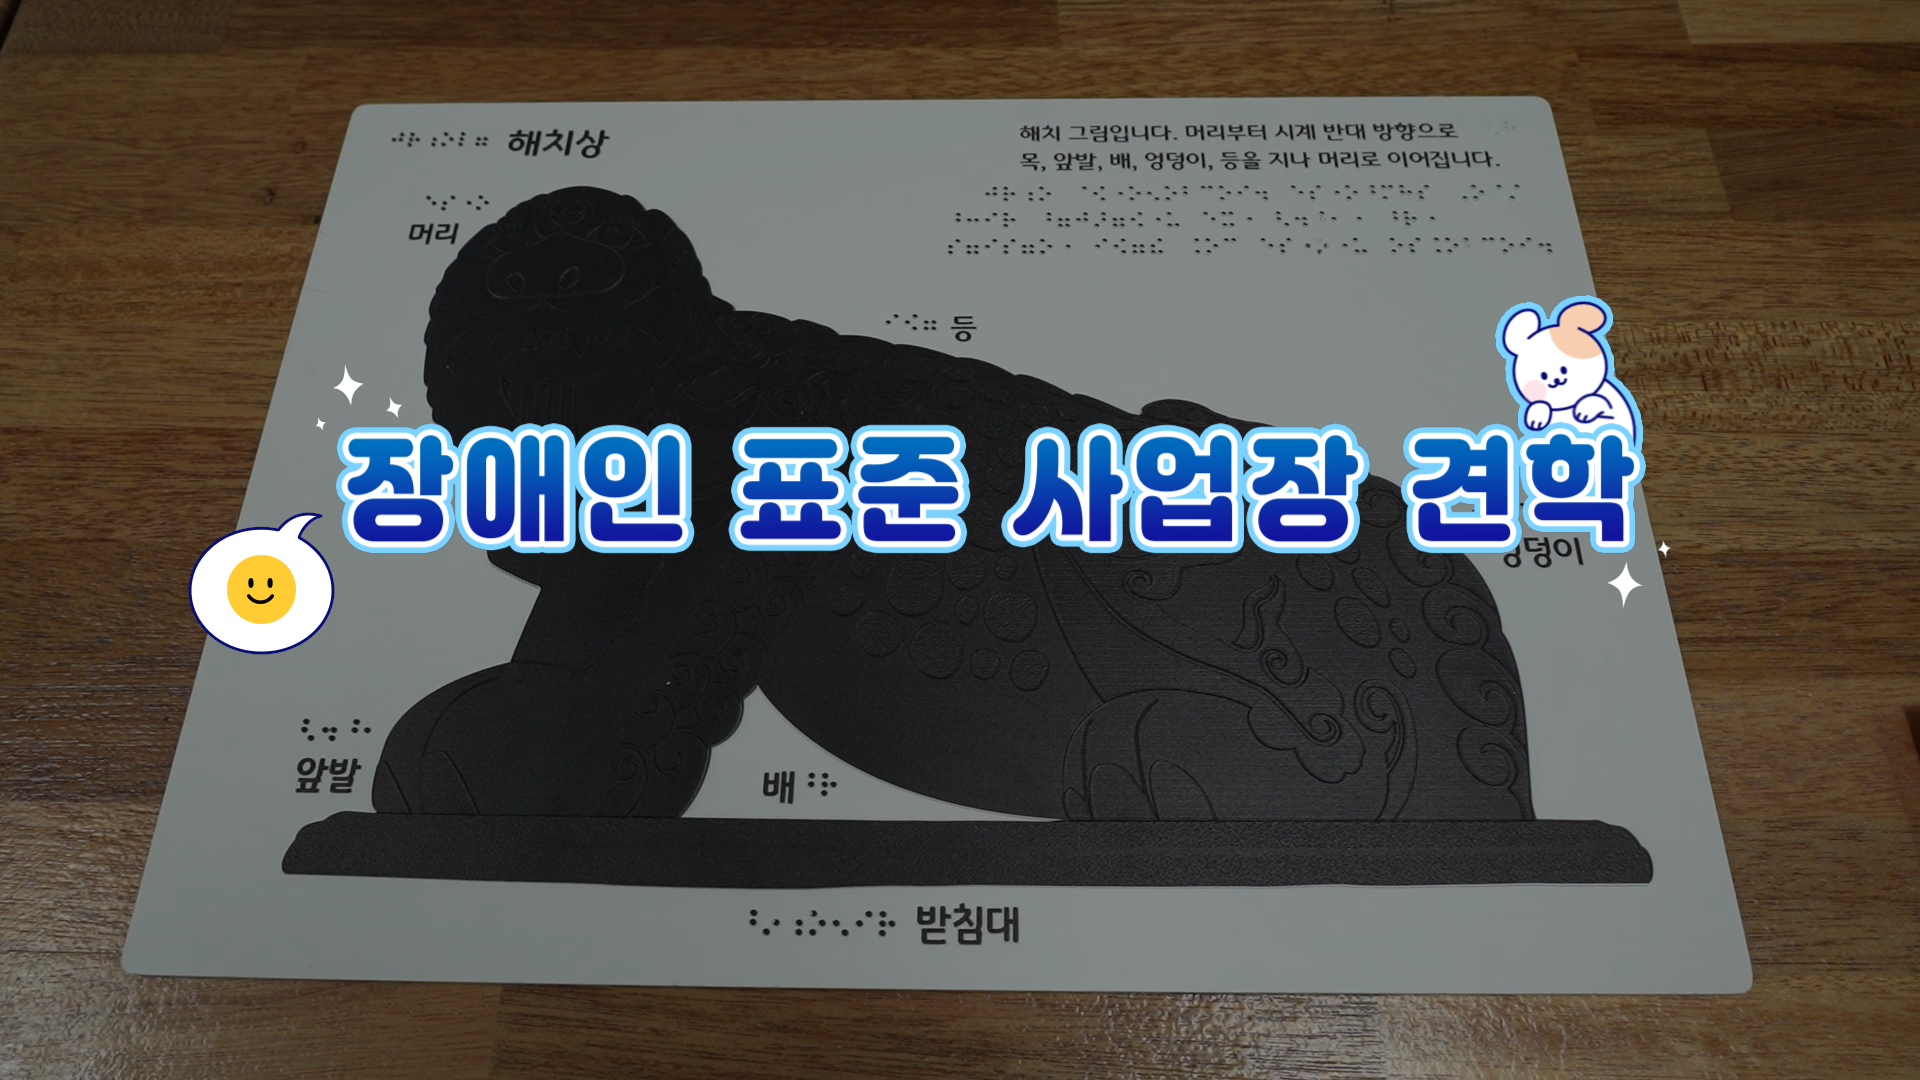 해치상
해치 그림입니다. 머리부터 시계 반대 방향으로
목, 앞발, 배, 엉덩이, 등을 지나 머리로 이어집니다.
머리
등
장애인 표준 사업장 견학
엉덩이
앞발
배
받침대